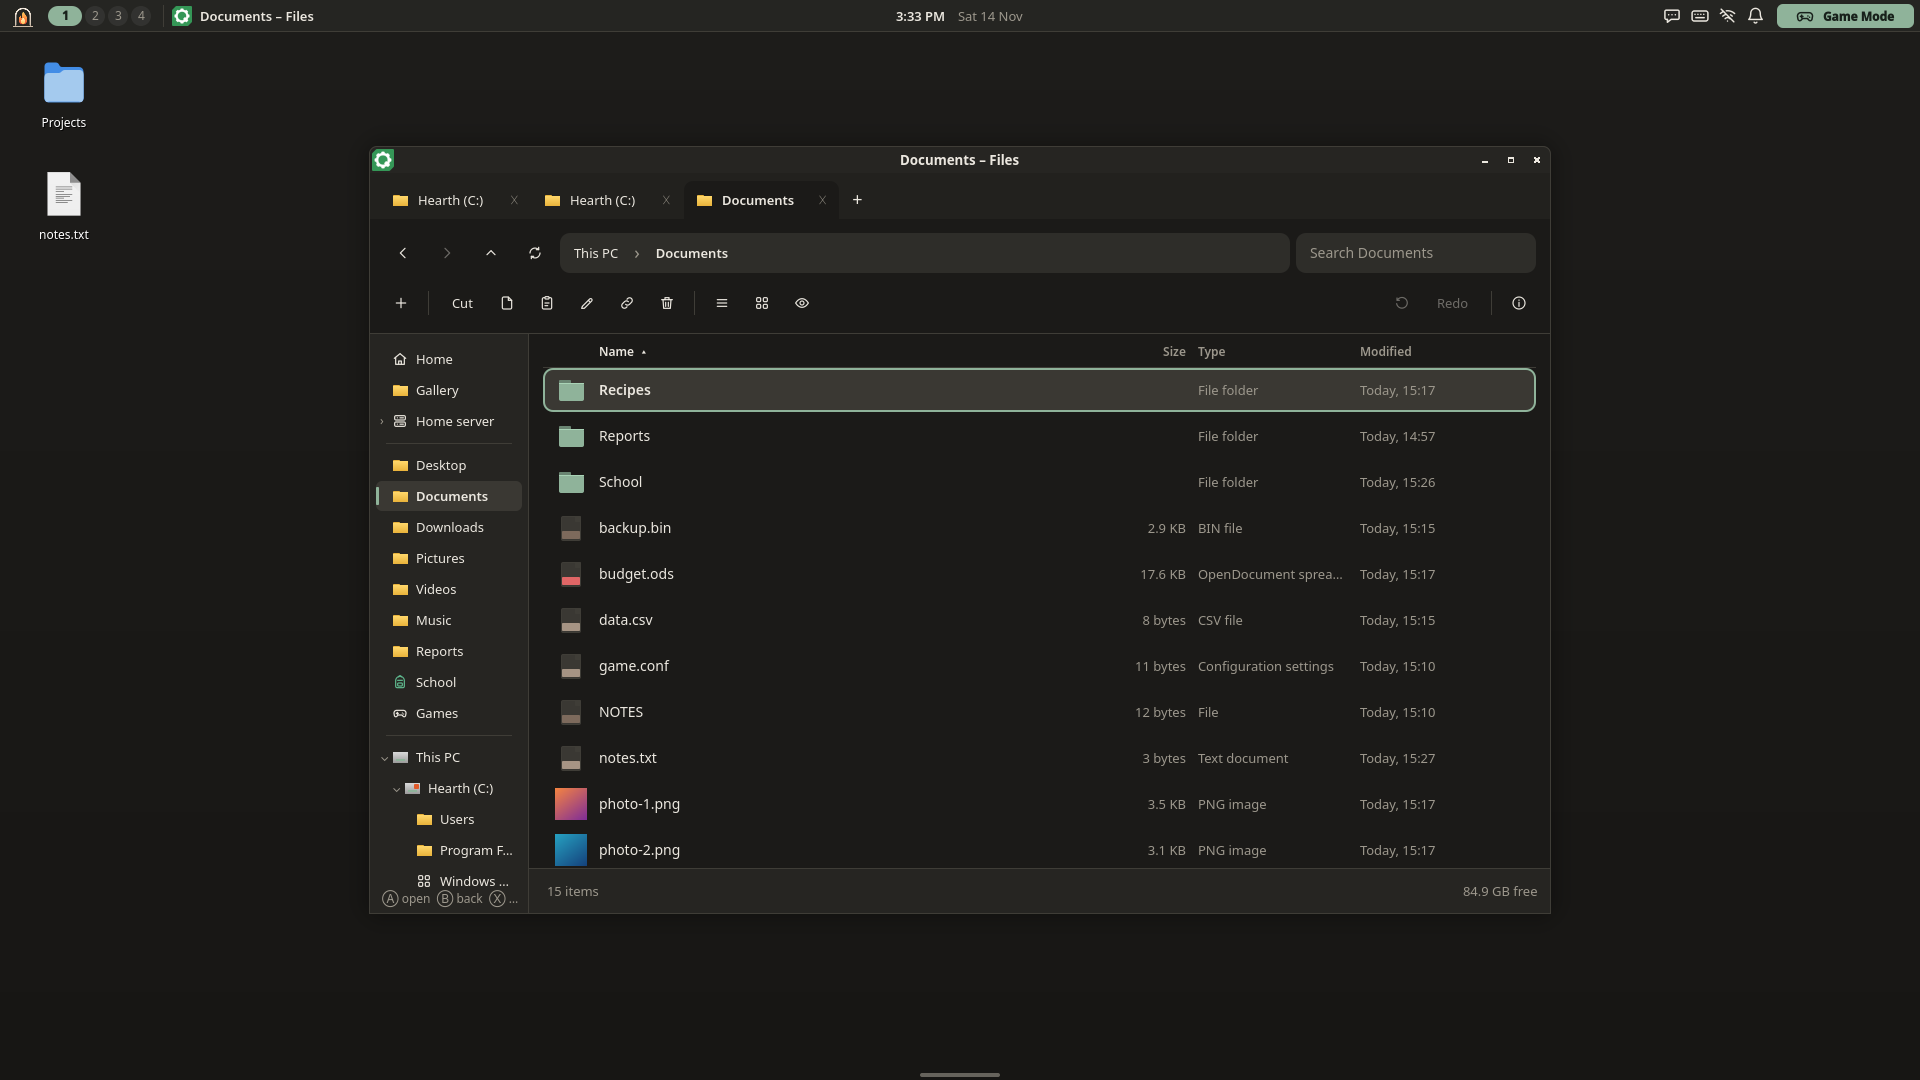 1 2 3 4 Documents – Files 3:33 PM Sat 14 Nov Game Mode
Projects
notes.txt
Documents – Files
Hearth (C:) X Hearth (C:) X Documents X +
This PC › Documents Search Documents
Cut Redo
Home
Gallery
Home server
Desktop
Documents
Downloads
Pictures
Videos
Music
Reports
School
Games
This PC
Hearth (C:)
Users
Program F...
Windows ...
A open B back X ...
Name Size Type Modified
Recipes File folder Today, 15:17
Reports File folder Today, 14:57
School File folder Today, 15:26
backup.bin 2.9 KB BIN file Today, 15:15
budget.ods 17.6 KB OpenDocument sprea... Today, 15:17
data.csv 8 bytes CSV file Today, 15:15
game.conf 11 bytes Configuration settings Today, 15:10
NOTES 12 bytes File Today, 15:10
notes.txt 3 bytes Text document Today, 15:27
photo-1.png 3.5 KB PNG image Today, 15:17
photo-2.png 3.1 KB PNG image Today, 15:17
15 items 84.9 GB free